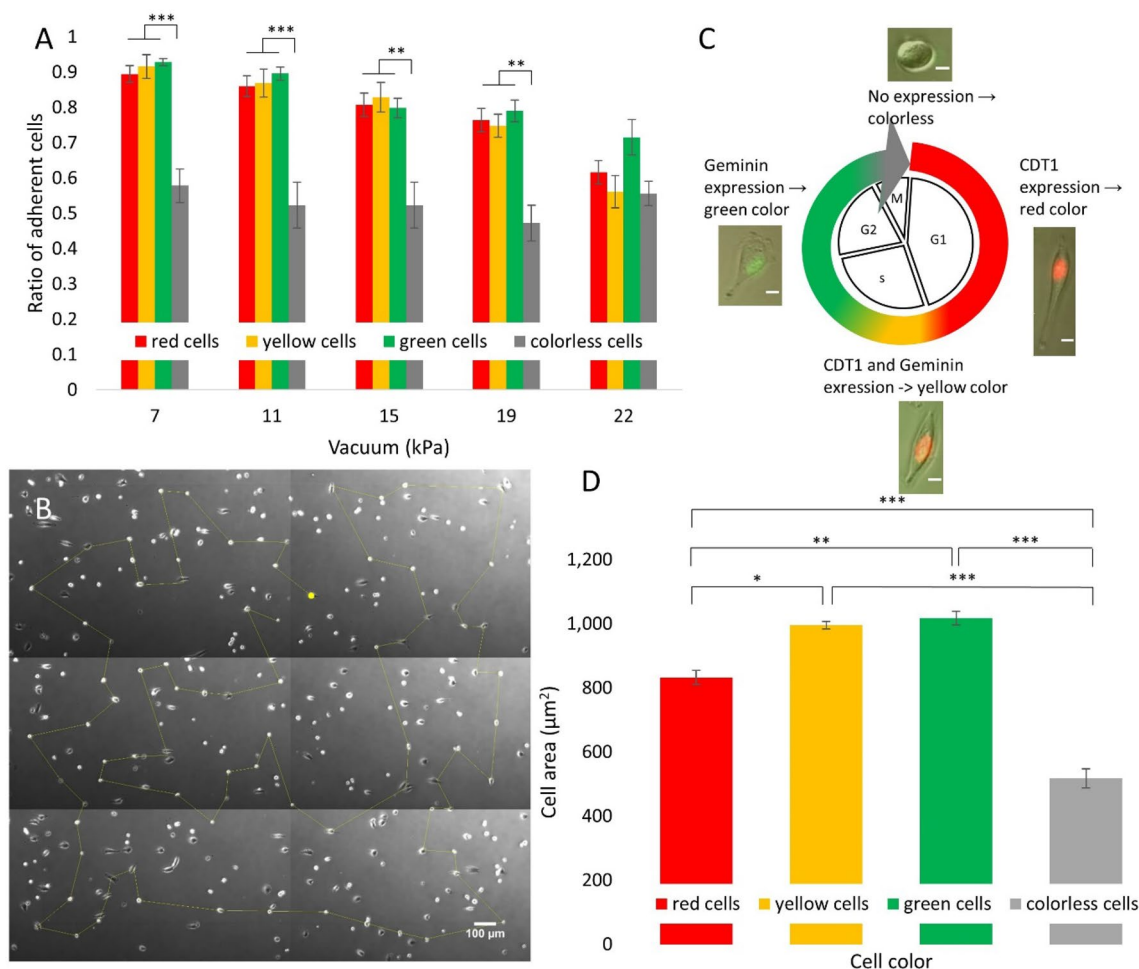 A
Ratio of adherent cells
1
0.9
0.8
0.7
0.6
0.5
0.4
0.3
0.2
0.1
0
***
***
**
**
red cells
yellow cells
green cells
colorless cells
7
11
15
19
22
Vacuum (kPa)
C
No expression →
colorless
Geminin
expression →
green color
CDT1
expression →
red color
M
G2
G1
S
CDT1 and Geminin
exression -> yellow color
B
100 µm
D
***
**
***
*
***
Cell area (µm²)
1,200
1,000
800
600
400
200
0
red cells
yellow cells
green cells
colorless cells
Cell color